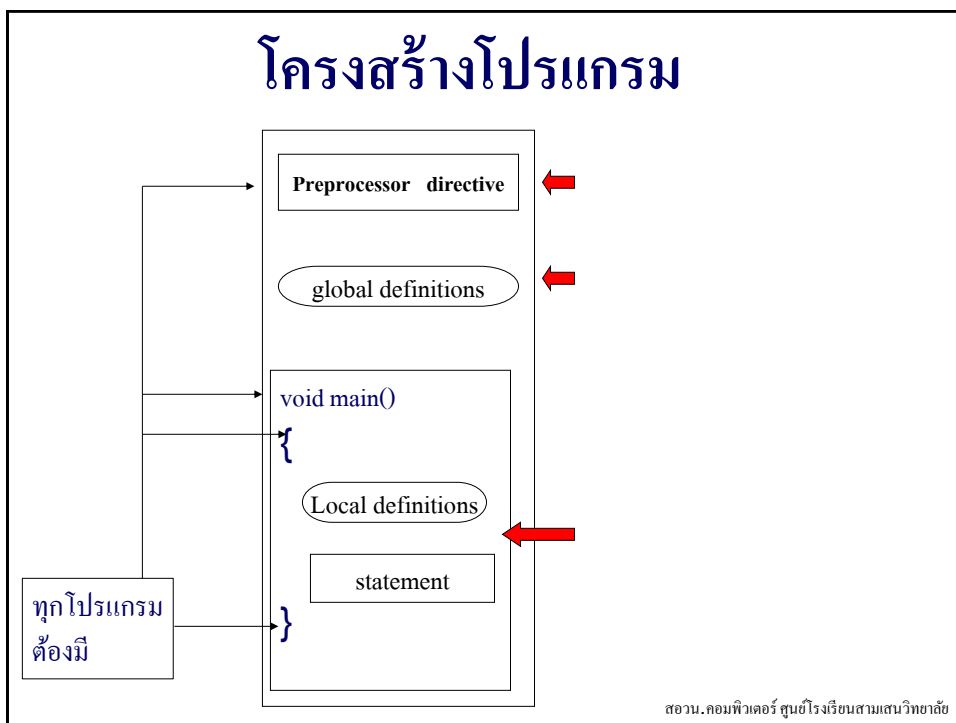 โครงสร้างโปรแกรม
Preprocessor directive
global definitions
void main()
{
Local definitions
statement
}
ทุกโปรแกรม
ต้องมี
สอวน.คอมพิวเตอร์ ศูนย์โรงเรียนสามเสนวิทยาลัย